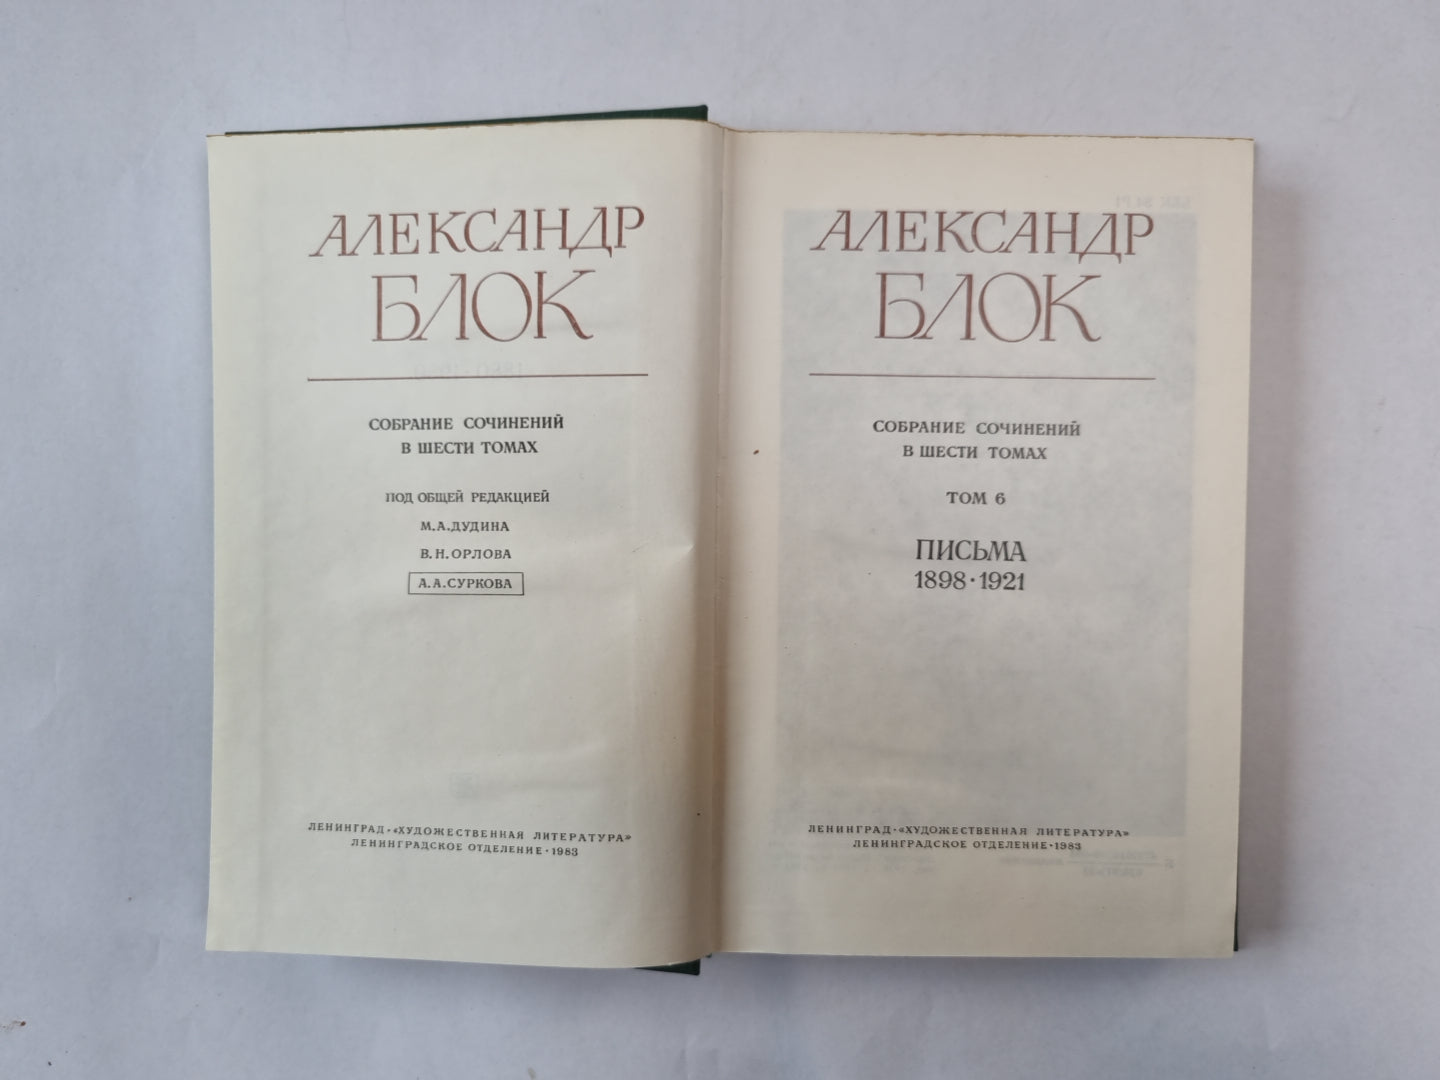 АЛЕКСАНДР
БЛОК
СОБРАНИЕ СОЧИНЕНИЙ
В ШЕСТИ ТОМАХ
ПОД ОБЩЕЙ РЕДАКЦИЕЙ
М.А.ДУДИНА
В.Н.ОРЛОВА
А.А.СУРКОВА
ЛЕНИНГРАД·«ХУДОЖЕСТВЕННАЯ ЛИТЕРАТУРА»
ЛЕНИНГРАДСКОЕ ОТДЕЛЕНИЕ·1983
АЛЕКСАНДР
БЛОК
СОБРАНИЕ СОЧИНЕНИЙ
В ШЕСТИ ТОМАХ
ТОМ 6
ПИСЬМА
1898·1921
ЛЕНИНГРАД·«ХУДОЖЕСТВЕННАЯ ЛИТЕРАТУРА»
ЛЕНИНГРАДСКОЕ ОТДЕЛЕНИЕ·1983